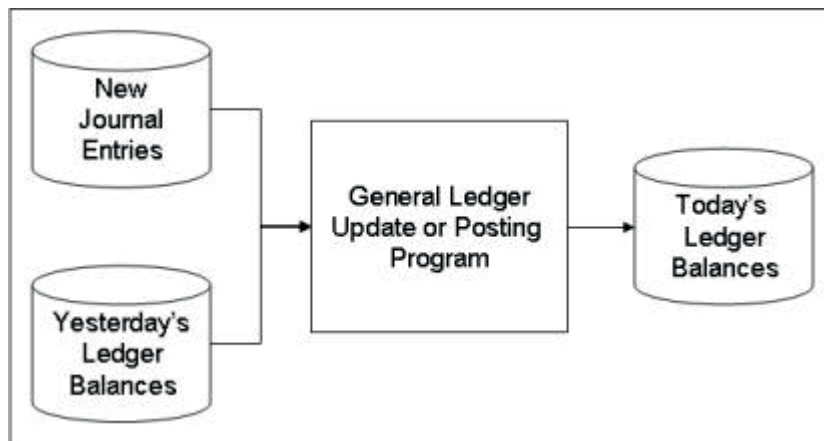 New
Journal
Entries
Yesterday's
Ledger
Balances
General Ledger
Update or Posting
Program
Today's
Ledger
Balances